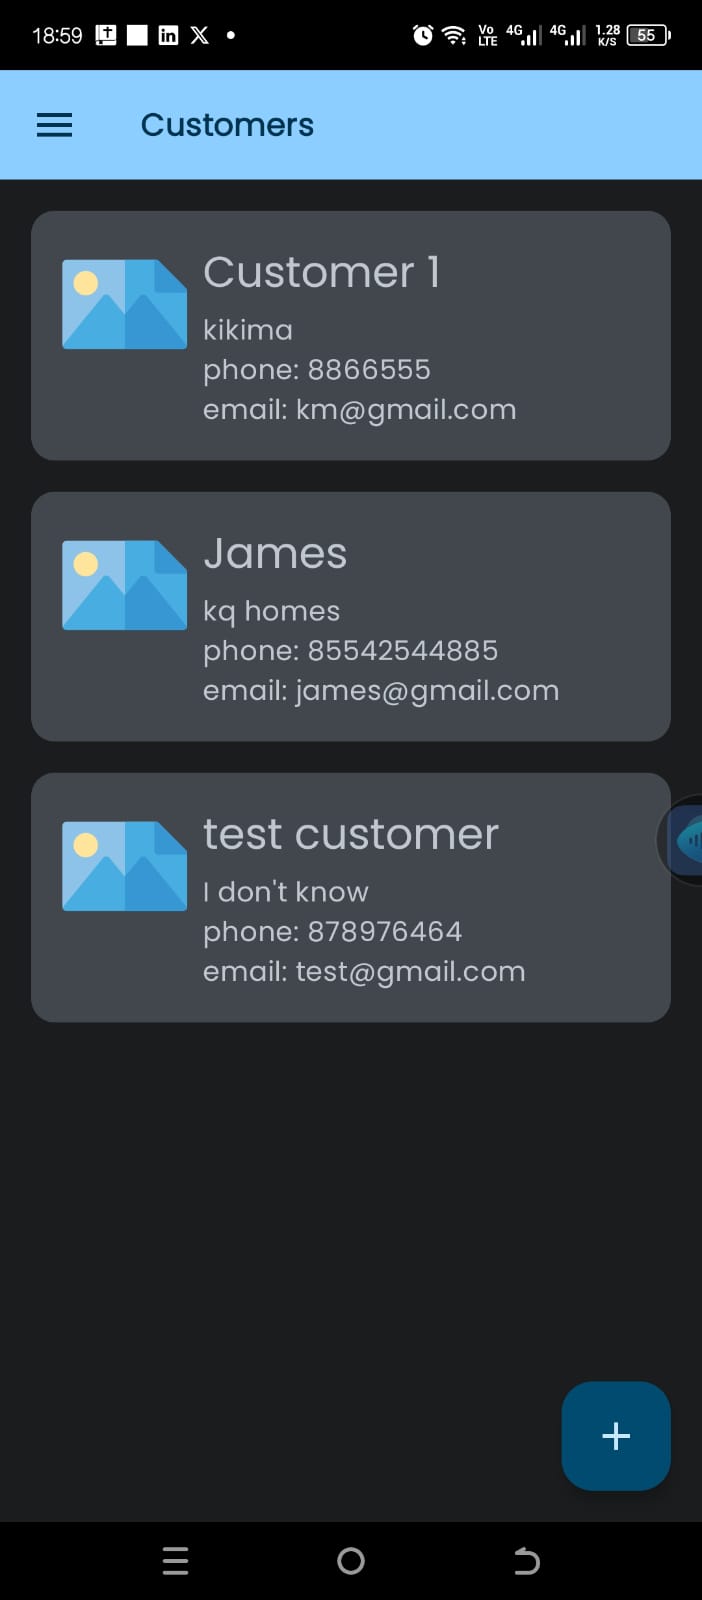 18:59 in X Vo LTE 4G 4G 1.28 K/S 55
Customers
Customer 1
kikima
phone: 8866555
email: km@gmail.com
James
kq homes
phone: 85542544885
email: james@gmail.com
test customer
I don't know
phone: 878976464
email: test@gmail.com